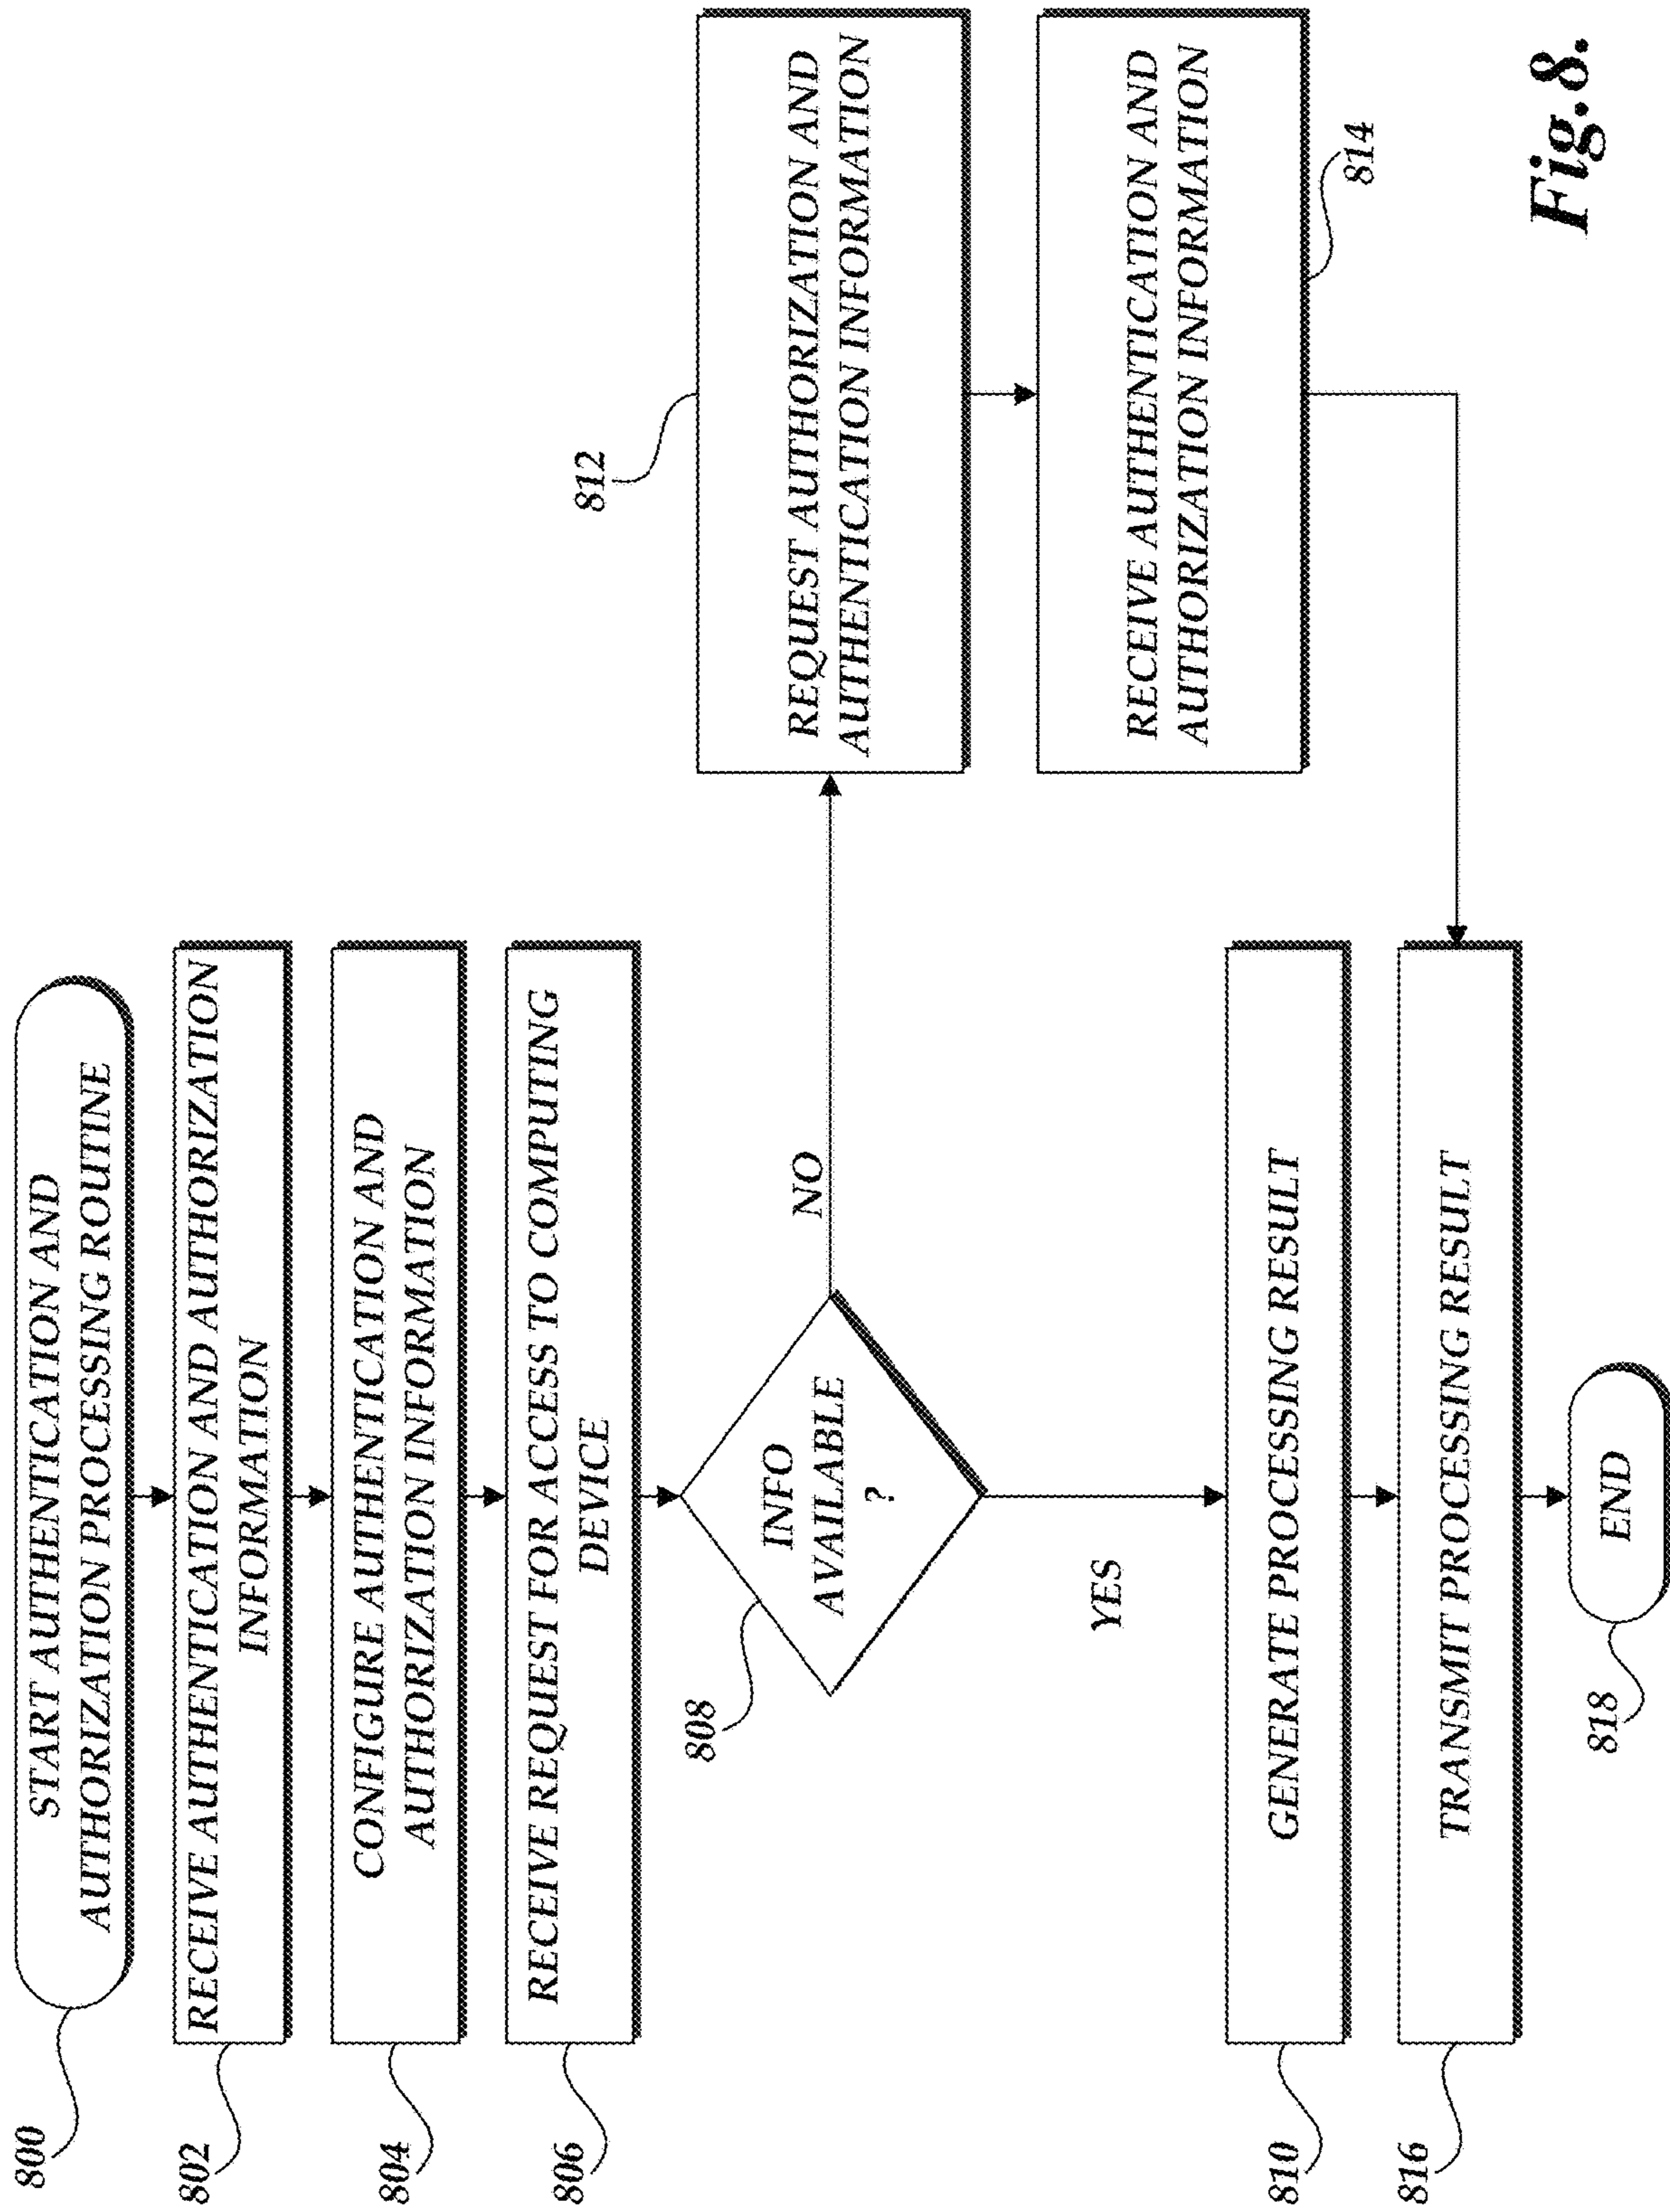 800
START AUTHENTICATION AND
AUTHORIZATION PROCESSING ROUTINE
802
RECEIVE AUTHENTICATION AND AUTHORIZATION
INFORMATION
804
CONFIGURE AUTHENTICATION AND
AUTHORIZATION INFORMATION
806
RECEIVE REQUEST FOR ACCESS TO COMPUTING
DEVICE
808
INFO
AVAILABLE
?
NO
812
REQUEST AUTHORIZATION AND
AUTHENTICATION INFORMATION
RECEIVE AUTHENTICATION AND
AUTHORIZATION INFORMATION
814
YES
810
GENERATE PROCESSING RESULT
816
TRANSMIT PROCESSING RESULT
818
END
Fig.8.